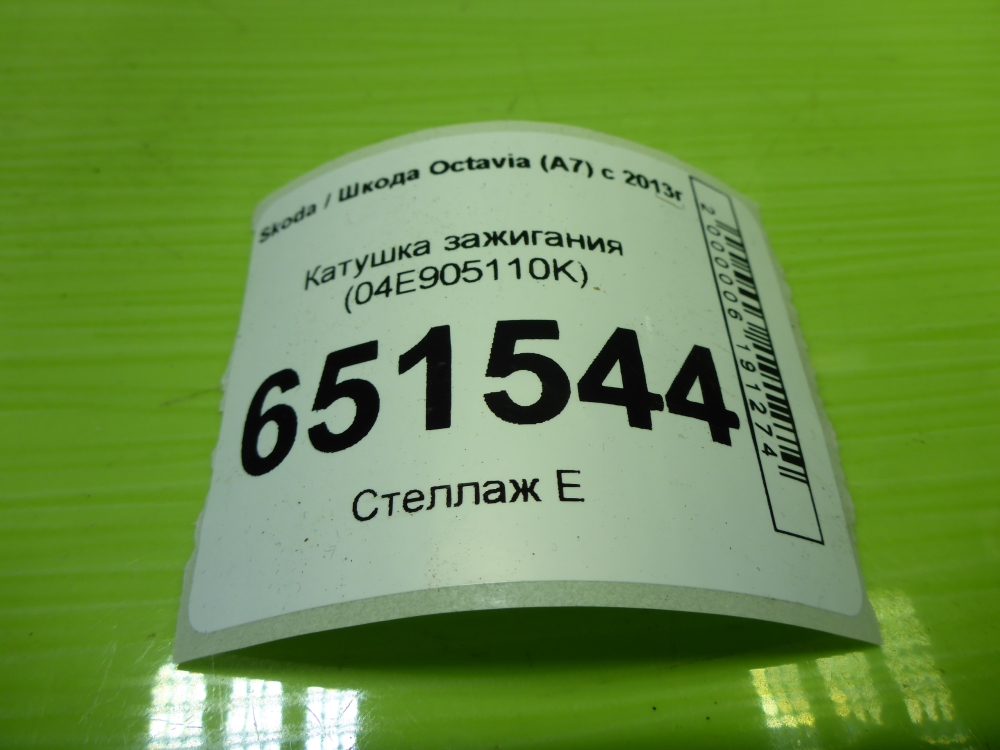 Skoda / Шкода Octavia (A7) с 2013г
Катушка зажигания
(04E905110K)
651544
Стеллаж Е
2000006191274